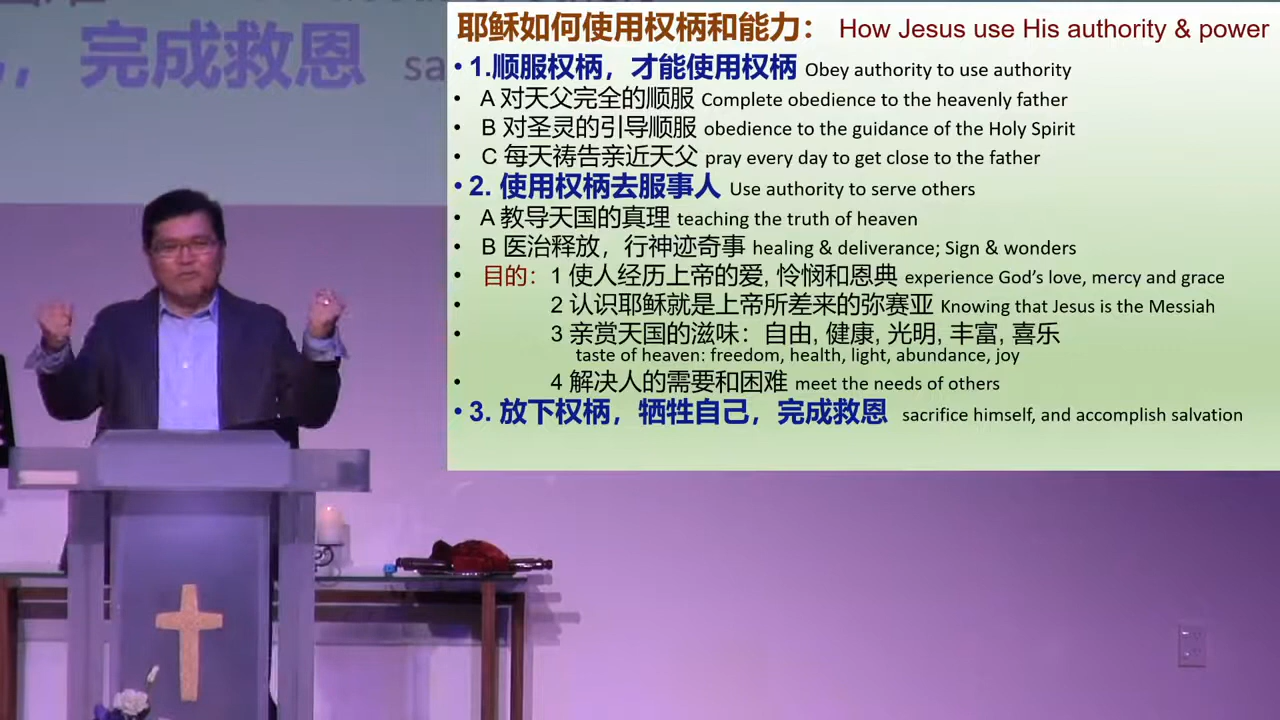 完成救恩 sa
耶稣如何使用权柄和能力： How Jesus use His authority & power
• 1.顺服权柄，才能使用权柄 Obey authority to use authority
• A 对天父完全的顺服 Complete obedience to the heavenly father
• B 对圣灵的引导顺服 obedience to the guidance of the Holy Spirit
• C 每天祷告亲近天父 pray every day to get close to the father
• 2. 使用权柄去服事人 Use authority to serve others
• A 教导天国的真理 teaching the truth of heaven
• B 医治释放，行神迹奇事 healing & deliverance; Sign & wonders
• 目的：1 使人经历上帝的爱, 怜悯和恩典 experience God’s love, mercy and grace
• 2 认识耶稣就是上帝所差来的弥赛亚 Knowing that Jesus is the Messiah
• 3 亲赏天国的滋味：自由, 健康, 光明, 丰富, 喜乐
taste of heaven: freedom, health, light, abundance, joy
• 4 解决人的需要和困难 meet the needs of others
• 3. 放下权柄，牺牲自己，完成救恩 sacrifice himself, and accomplish salvation